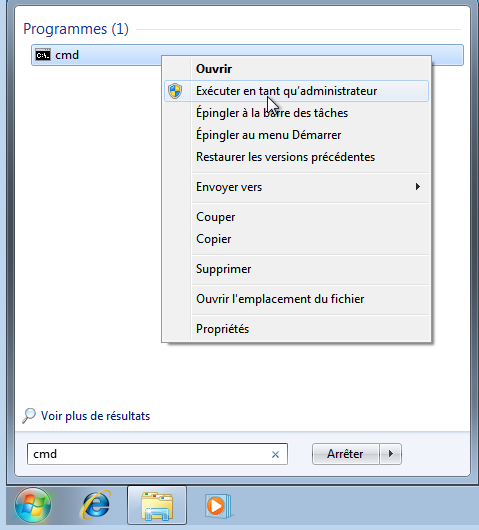 Programmes (1)
cmd
Ouvrir
Exécuter en tant qu'administrateur
Épingler à la barre des tâches
Épingler au menu Démarrer
Restaurer les versions précédentes
Envoyer vers
Couper
Copier
Supprimer
Ouvrir l'emplacement du fichier
Propriétés
Voir plus de résultats
cmd
Arrêter